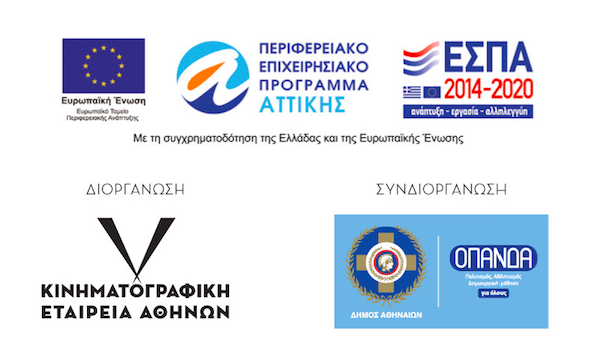 Ευρωπαϊκή Ένωση
Ευρωπαϊκό Ταμείο
Περιφερειακής Ανάπτυξης
ΠΕΡΙΦΕΡΕΙΑΚΟ
ΕΠΙΧΕΙΡΗΣΙΑΚΟ
ΠΡΟΓΡΑΜΜΑ
ΑΤΤΙΚΗΣ
ΕΣΠΑ
2014-2020
ανάπτυξη - εργασία - αλληλεγγύη
Με τη συγχρηματοδότηση της Ελλάδας και της Ευρωπαϊκής Ένωσης
ΔΙΟΡΓΑΝΩΣΗ
ΚΙΝΗΜΑΤΟΓΡΑΦΙΚΗ
ΕΤΑΙΡΕΙΑ ΑΘΗΝΩΝ
ΣΥΝΔΙΟΡΓΑΝΩΣΗ
ΔΗΜΟΣ ΑΘΗΝΑΙΩΝ
ΟΠΑΝΔΑ
Πολιτισμός, Αθλητισμός
Δημιουργική μάθηση
για όλους